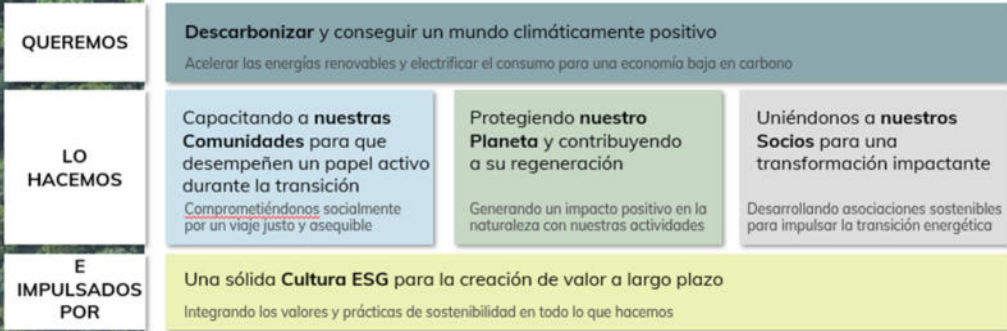 QUEREMOS
Descarbonizar y conseguir un mundo climáticamente positivo
Acelerar las energías renovables y electrificar el consumo para una economía baja en carbono
LO
HACEMOS
Capacitando a nuestras
Comunidades para que
desempeñen un papel activo
durante la transición
Comprometiéndonos socialmente
por un viaje justo y asequible
Protegiendo nuestro
Planeta y contribuyendo
a su regeneración
Generando un impacto positivo en la
naturaleza con nuestras actividades
Uniéndonos a nuestros
Socios para una
transformación impactante
Desarrollando asociaciones sostenibles
para impulsar la transición energética
E
IMPULSADOS
POR
Una sólida Cultura ESG para la creación de valor a largo plazo
Integrando los valores y prácticas de sostenibilidad en todo lo que hacemos